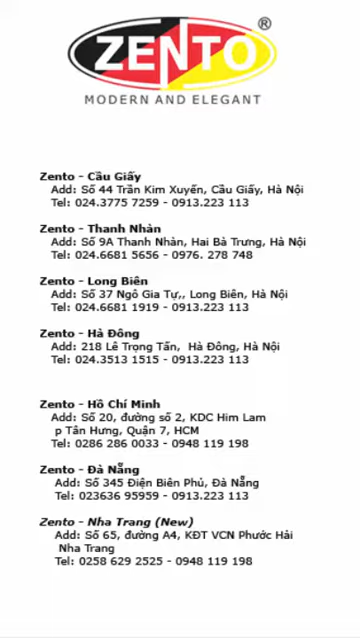 ZENTO®
MODERN AND ELEGANT
Zento - Cầu Giấy
Add: Số 44 Trần Kim Xuyến, Cầu Giấy, Hà Nội
Tel: 024.3775 7259 - 0913.223 113
Zento - Thanh Nhàn
Add: Số 9A Thanh Nhàn, Hai Bà Trưng, Hà Nội
Tel: 024.6681 5656 - 0976. 278 748
Zento - Long Biên
Add: Số 37 Ngô Gia Tự,, Long Biên, Hà Nội
Tel: 024.6681 1919 - 0913.223 113
Zento - Hà Đông
Add: 218 Lê Trọng Tấn, Hà Đông, Hà Nội
Tel: 024.3513 1515 - 0913.223 113
Zento - Hồ Chí Minh
Add: Số 20, đường số 2, KDC Him Lam
p Tân Hưng, Quận 7, HCM
Tel: 0286 286 0033 - 0948 119 198
Zento - Đà Nẵng
Add: Số 345 Điện Biên Phủ, Đà Nẵng
Tel: 023636 95959 - 0913.223 113
Zento - Nha Trang (New)
Add: Số 65, đường A4, KĐT VCN Phước Hải
Nha Trang
Tel: 0258 629 2525 - 0948 119 198